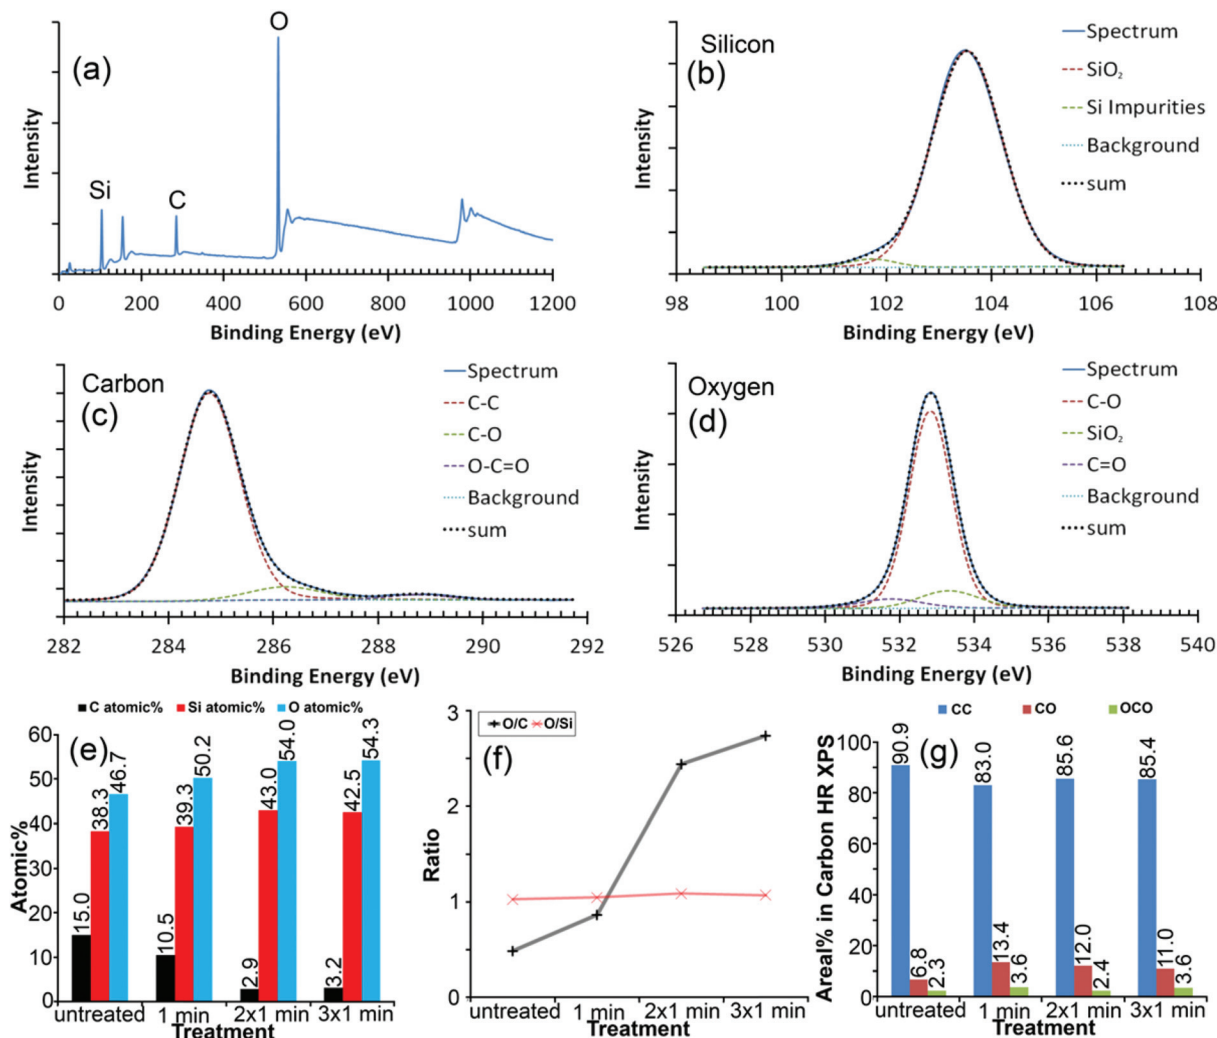 (a)
O
Si
C
Intensity
0 200 400 600 800 1000 1200
Binding Energy (eV)
Silicon
(b)
Spectrum
SiO₂
Si Impurities
Background
sum
Intensity
98 100 102 104 106 108
Binding Energy (eV)
Carbon
(c)
Spectrum
C-C
C-O
O-C=O
Background
sum
Intensity
282 284 286 288 290 292
Binding Energy (eV)
Oxygen
(d)
Spectrum
C-O
SiO₂
C=O
Background
sum
Intensity
526 528 530 532 534 536 538 540
Binding Energy (eV)
C atomic% Si atomic% O atomic%
(e)
Atomic%
60
50
40
30
20
10
0
15.0 38.3 46.7
10.5 39.3 50.2
2.9 43.0 54.0
3.2 42.5 54.3
untreated 1 min 2x1 min 3x1 min
Treatment
O/C O/Si
(f)
Ratio
3
2
1
0
untreated 1 min 2x1 min 3x1 min
Treatment
CC CO OCO
(g)
Areal% in Carbon HR XPS
100
80
60
40
20
0
90.9 6.8 2.3
83.0 13.4 3.6
85.6 12.0 2.4
85.4 11.0 3.6
untreated 1 min 2x1 min 3x1 min
Treatment